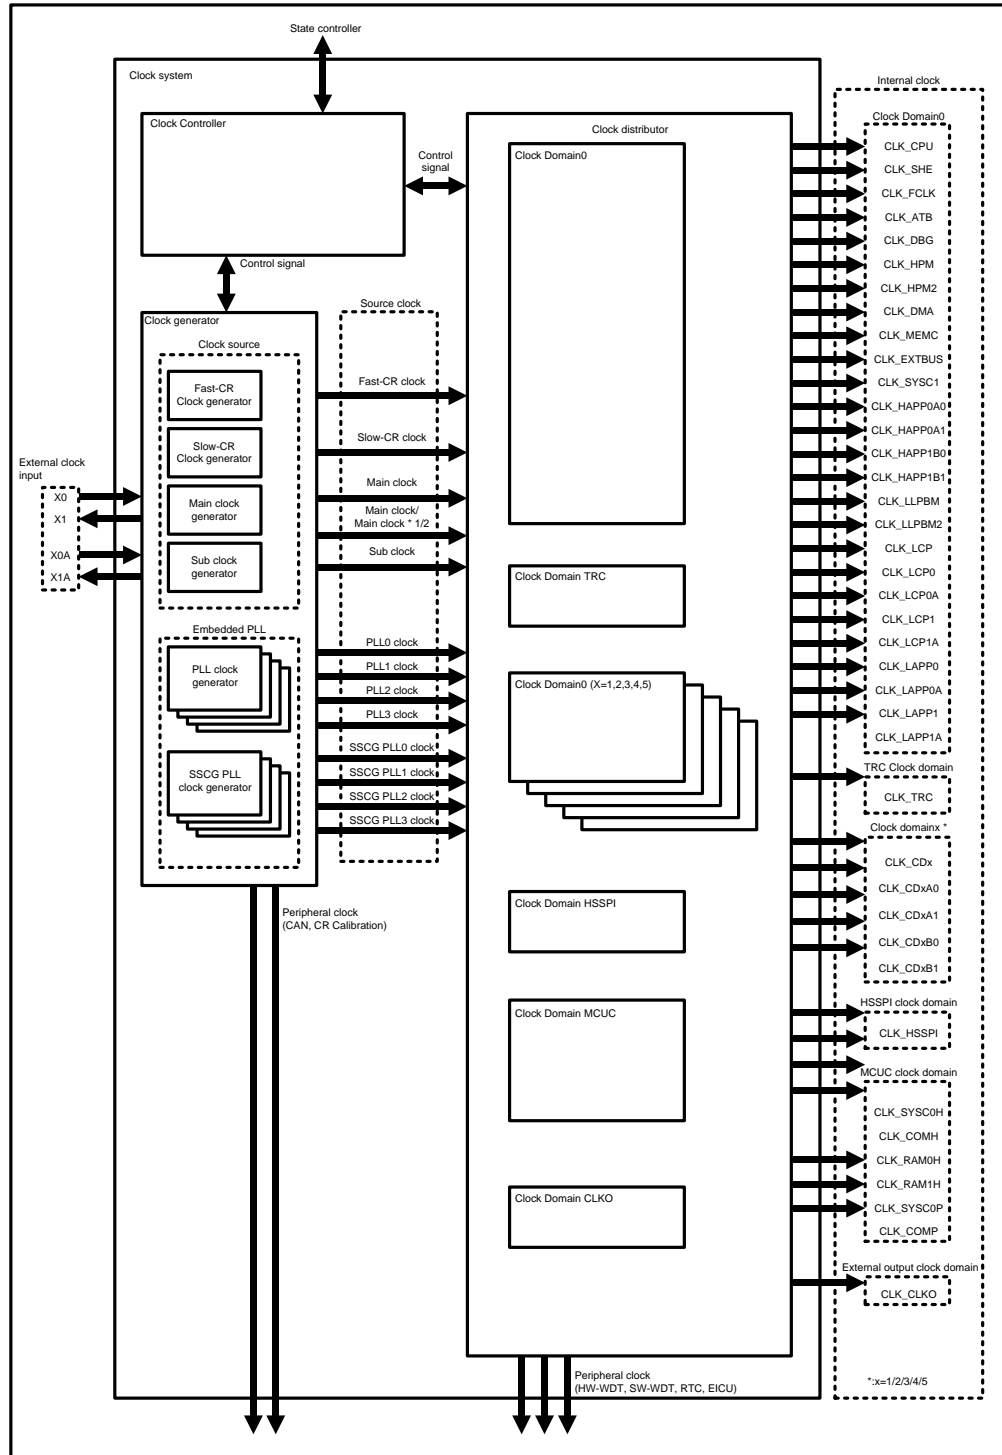 State controller
Clock system
Internal clock
Clock Controller
Clock distributor
Clock Domain0
Clock Domain0
Control
signal
CLK_CPU
CLK_SHE
CLK_FCLK
CLK_ATB
CLK_DBG
CLK_HPM
CLK_HPM2
CLK_DMA
CLK_MEMC
CLK_EXTBUS
CLK_SYSC1
CLK_HAPP0A0
CLK_HAPP0A1
CLK_HAPP1B0
CLK_HAPP1B1
CLK_LLPBM
CLK_LLPBM2
CLK_LCP
CLK_LCP0
CLK_LCP0A
CLK_LCP1
CLK_LCP1A
CLK_LAPP0
CLK_LAPP0A
CLK_LAPP1
CLK_LAPP1A
Control signal
Clock generator
Source clock
Clock source
Fast-CR
Clock generator
Slow-CR
Clock generator
Main clock
generator
Sub clock
generator
External clock
input
X0
X1
X0A
X1A
Fast-CR clock
Slow-CR clock
Main clock
Main clock/
Main clock * 1/2
Sub clock
Embedded PLL
PLL clock
generator
SSCG PLL
clock generator
PLL0 clock
PLL1 clock
PLL2 clock
PLL3 clock
SSCG PLL0 clock
SSCG PLL1 clock
SSCG PLL2 clock
SSCG PLL3 clock
Clock Domain TRC
Clock Domain0 (X=1,2,3,4,5)
Clock Domain HSSPI
Clock Domain MCUC
Clock Domain CLKO
TRC Clock domain
CLK_TRC
Clock domainx *
CLK_CDx
CLK_CDxA0
CLK_CDxA1
CLK_CDxB0
CLK_CDxB1
HSSPI clock domain
CLK_HSSPI
MCUC clock domain
CLK_SYSC0H
CLK_COMH
CLK_RAM0H
CLK_RAM1H
CLK_SYSC0P
CLK_COMP
External output clock domain
CLK_CLKO
Peripheral clock
(CAN, CR Calibration)
Peripheral clock
(HW-WDT, SW-WDT, RTC, EICU)
*:x=1/2/3/4/5